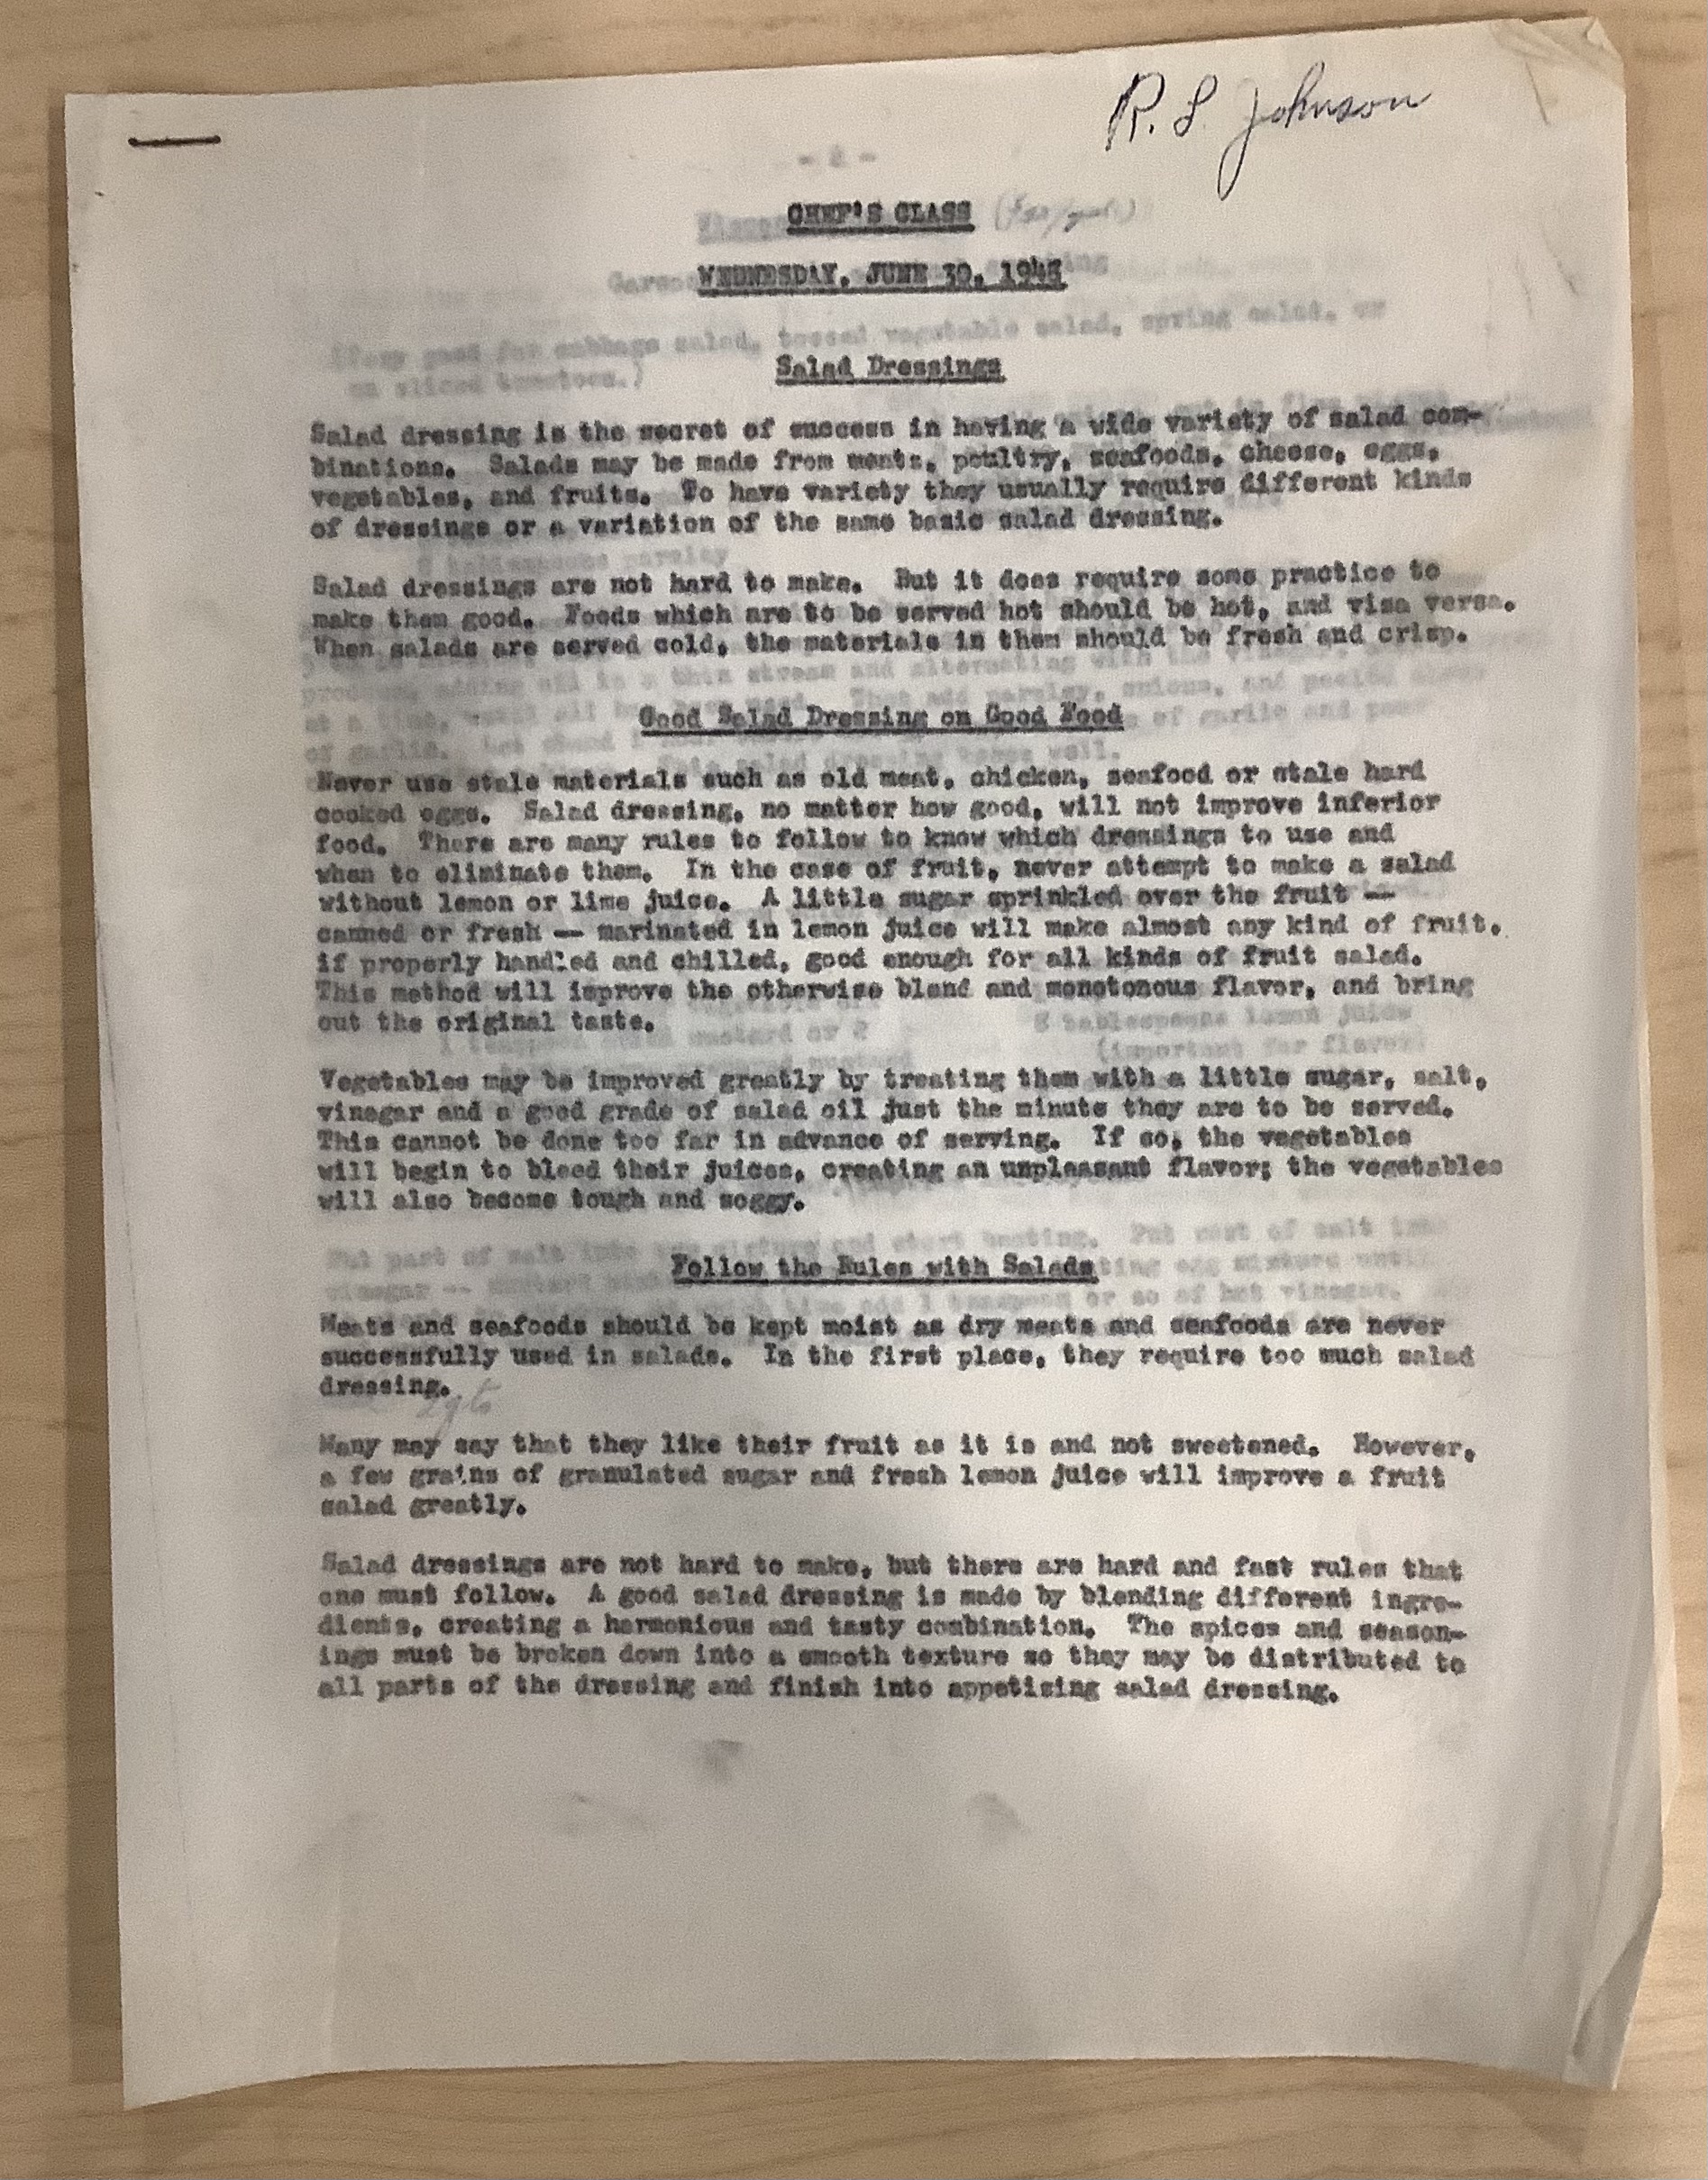 R. L. Johnson
CHEF'S CLASS
WEDNESDAY, JUNE 30, 1948
Salad Dressings
Salad dressing is the secret of success in having a wide variety of salad com-
binations. Salads may be made from meats, poultry, seafoods, cheese, eggs,
vegetables, and fruits. To have variety they usually require different kinds
of dressings or a variation of the same basic salad dressing.
Salad dressings are not hard to make. But it does require some practice to
make them good. Foods which are to be served hot should be hot, and visa versa.
When salads are served cold, the materials in them should be fresh and crisp.
Good Salad Dressing on Good Food
Never use stale materials such as old meat, chicken, seafood or stale hard
cooked eggs. Salad dressing, no matter how good, will not improve inferior
food. There are many rules to follow to know which dressings to use and
when to eliminate them. In the case of fruit, never attempt to make a salad
without lemon or lime juice. A little sugar sprinkled over the fruit --
canned or fresh -- marinated in lemon juice will make almost any kind of fruit,
if properly handled and chilled, good enough for all kinds of fruit salad.
This method will improve the otherwise bland and monotonous flavor, and bring
out the original taste.
Vegetables may be improved greatly by treating them with a little sugar, salt,
vinegar and a good grade of salad oil just the minute they are to be served.
This cannot be done too far in advance of serving. If so, the vegetables
will begin to bleed their juices, creating an unpleasant flavor; the vegetables
will also become tough and soggy.
Follow the Rules with Salads
Meats and seafoods should be kept moist as dry meats and seafoods are never
successfully used in salads. In the first place, they require too much salad
dressing.
Many may say that they like their fruit as it is and not sweetened. However,
a few grains of granulated sugar and fresh lemon juice will improve a fruit
salad greatly.
Salad dressings are not hard to make, but there are hard and fast rules that
one must follow. A good salad dressing is made by blending different ingre-
dients, creating a harmonious and tasty combination. The spices and season-
ings must be broken down into a smooth texture so they may be distributed to
all parts of the dressing and finish into appetizing salad dressing.